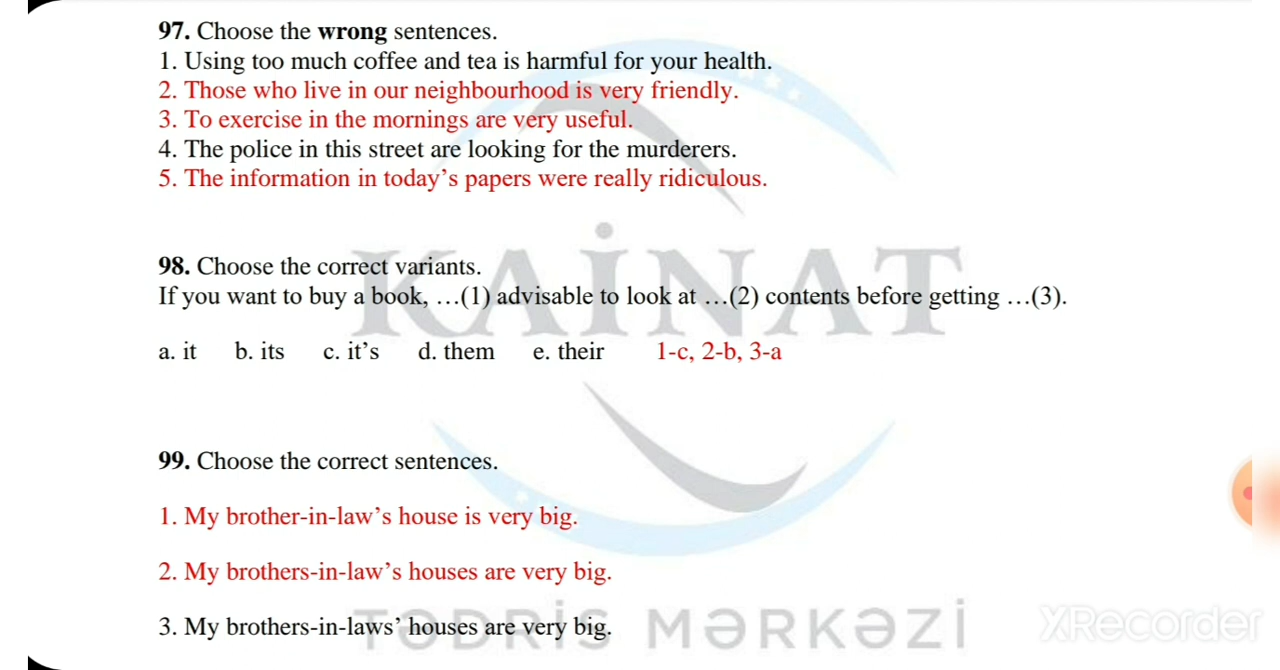 97. Choose the wrong sentences.
1. Using too much coffee and tea is harmful for your health.
2. Those who live in our neighbourhood is very friendly.
3. To exercise in the mornings are very useful.
4. The police in this street are looking for the murderers.
5. The information in today’s papers were really ridiculous.
98. Choose the correct variants.
If you want to buy a book, …(1) advisable to look at …(2) contents before getting …(3).
a. it b. its c. it’s d. them e. their 1-c, 2-b, 3-a
99. Choose the correct sentences.
1. My brother-in-law’s house is very big.
2. My brothers-in-law’s houses are very big.
3. My brothers-in-laws’ houses are very big.
KAİNAT
TƏDRİS MƏRKƏZİ
XRecorder